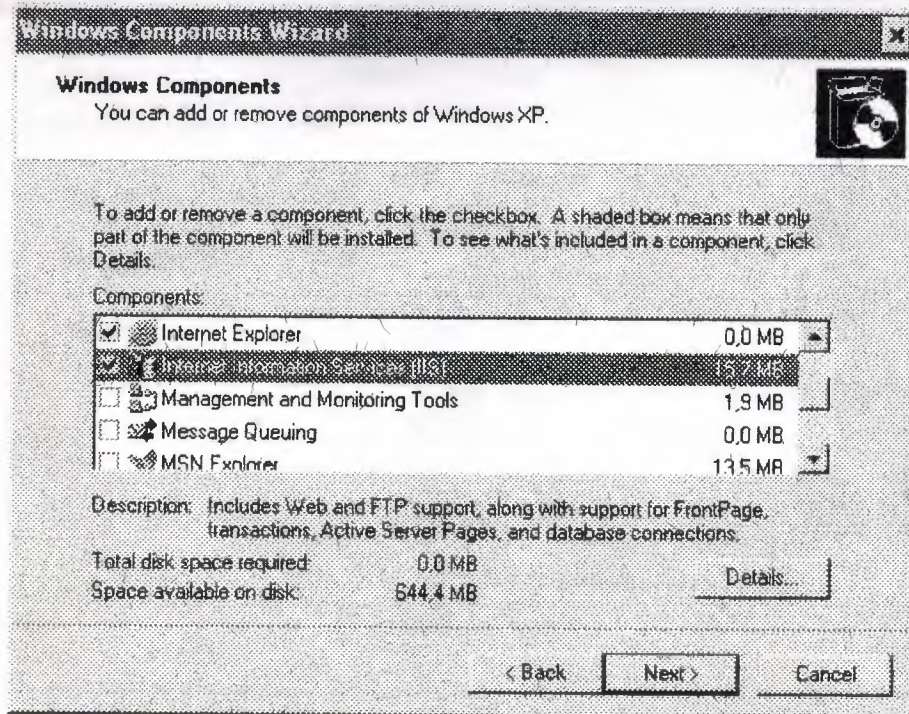 Windows Components Wizard
Windows Components
You can add or remove components of Windows XP.
To add or remove a component, click the checkbox. A shaded box means that only
part of the component will be installed. To see what's included in a component, click
Details.
Components:
Internet Explorer 0,0 MB
Internet Information Services (IIS) MB
Management and Monitoring Tools 1,9 MB
Message Queuing 0,0 MB
MSN Explorer 13,5 MB
Description: Includes Web and FTP support, along with support for FrontPage,
transactions, Active Server Pages, and database connections.
Total disk space required: 0,0 MB
Space available on disk: 644,4 MB
Details...
< Back Next > Cancel